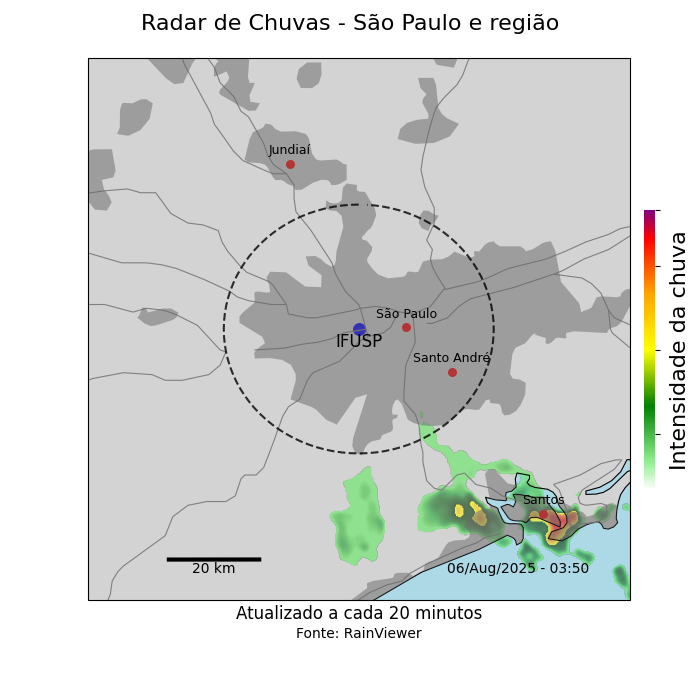 Radar de Chuvas - São Paulo e região
Jundiaí
São Paulo
IFUSP
Santo André
Santos
20 km
06/Aug/2025 - 03:50
Intensidade da chuva
Atualizado a cada 20 minutos
Fonte: RainViewer